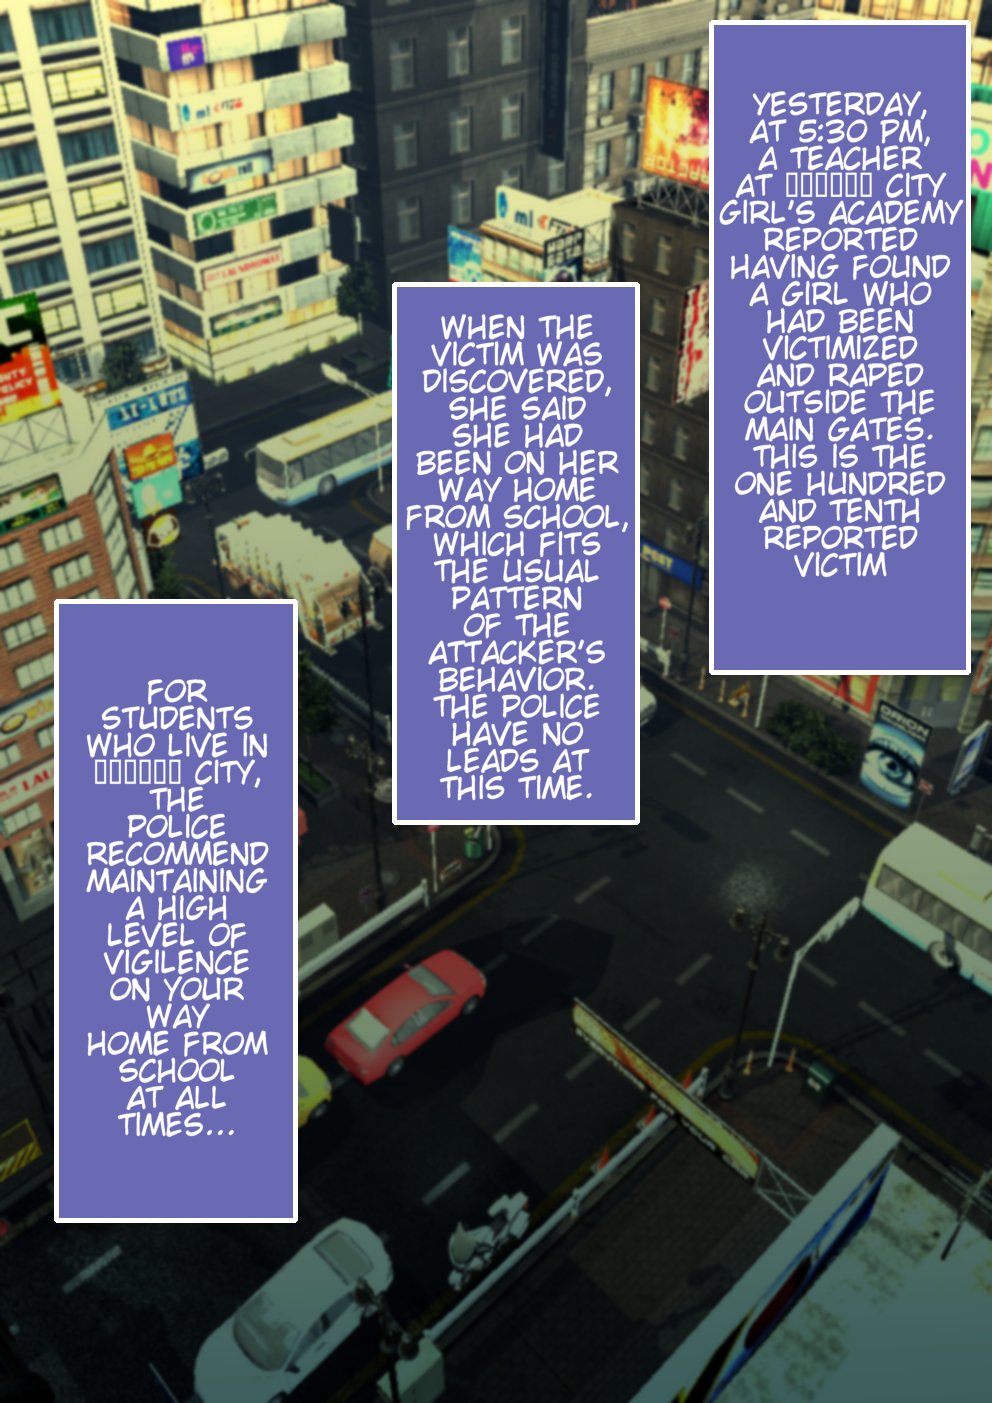 YESTERDAY,
AT 5:30 PM,
A TEACHER
AT ▯▯▯▯▯▯ CITY
GIRL'S ACADEMY
REPORTED
HAVING FOUND
A GIRL WHO
HAD BEEN
VICTIMIZED
AND RAPED
OUTSIDE THE
MAIN GATES.
THIS IS THE
ONE HUNDRED
AND TENTH
REPORTED
VICTIM
WHEN THE
VICTIM WAS
DISCOVERED,
SHE SAID
SHE HAD
BEEN ON HER
WAY HOME
FROM SCHOOL,
WHICH FITS
THE USUAL
PATTERN
OF THE
ATTACKER'S
BEHAVIOR.
THE POLICE
HAVE NO
LEADS AT
THIS TIME.
FOR
STUDENTS
WHO LIVE IN
▯▯▯▯▯▯ CITY,
THE
POLICE
RECOMMEND
MAINTAINING
A HIGH
LEVEL OF
VIGILENCE
ON YOUR
WAY
HOME FROM
SCHOOL
AT ALL
TIMES...
ORION